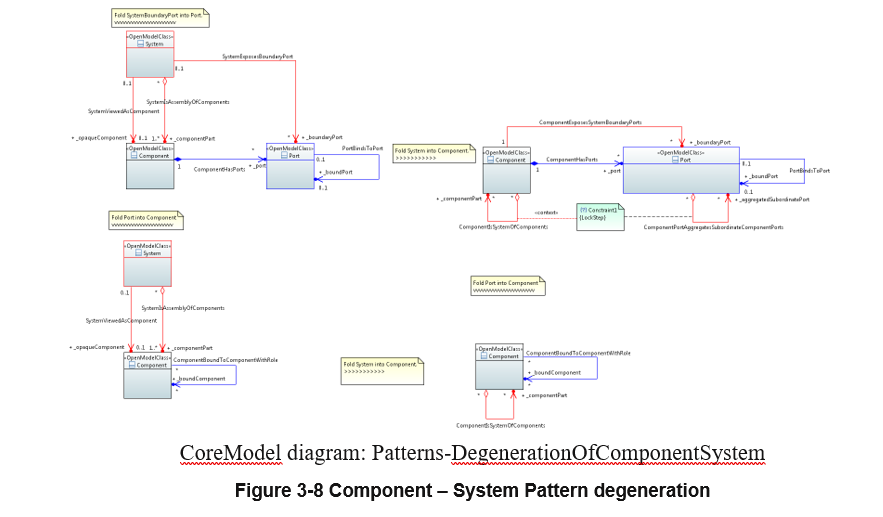 Fold SystemBoundaryPort into Port.
vvvvvvvvvvvvvvvvvvvvvv
«OpenModelClass»
System
SystemExposesBoundaryPort
0..1
0..1
*
SystemIsAssemblyOfComponents
SystemViewedAsComponent
+ _opaqueComponent
0..1
1..*
+ _componentPart
*
+ _boundaryPort
«OpenModelClass»
Component
1
ComponentHasPorts
*
+ _port
«OpenModelClass»
Port
PortBindsToPort
0..1
+ _boundPort
0..1
Fold System into Component.
>>>>>>>>>>>
ComponentExposesSystemBoundaryPorts
1
*
+ _boundaryPort
«OpenModelClass»
Component
1
ComponentHasPorts
*
+ _port
«OpenModelClass»
Port
0..1
PortBindsToPort
+ _boundPort
0..1
+ _componentPart
*
*
«context»
Constraint1
{LockStep}
*
*
+ _aggregatedSubordinatePort
ComponentIsSystemOfComponents
ComponentPortAggregatesSubordinateComponentPorts
Fold Port into Component.
vvvvvvvvvvvvvvvvvvvv
«OpenModelClass»
System
0..1
*
SystemIsAssemblyOfComponents
SystemViewedAsComponent
+ _opaqueComponent
0..1
1..*
+ _componentPart
«OpenModelClass»
Component
ComponentBoundToComponentWithRole
*
+ _boundComponent
*
Fold System into Component.
>>>>>>>>>>>
Fold Port into Component
vvvvvvvvvvvvvvvvvvvv
«OpenModelClass»
Component
ComponentBoundToComponentWithRole
*
+ _boundComponent
*
*
*
+ _componentPart
ComponentIsSystemOfComponents
CoreModel diagram: Patterns-DegenerationOfComponentSystem
Figure 3-8 Component – System Pattern degeneration